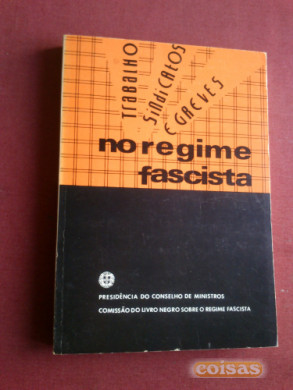 TRABALHO
SINDICATOS
E GREVES
no regime
fascista
PRESIDÊNCIA DO CONSELHO DE MINISTROS
COMISSÃO DO LIVRO NEGRO SOBRE O REGIME FASCISTA
coisas